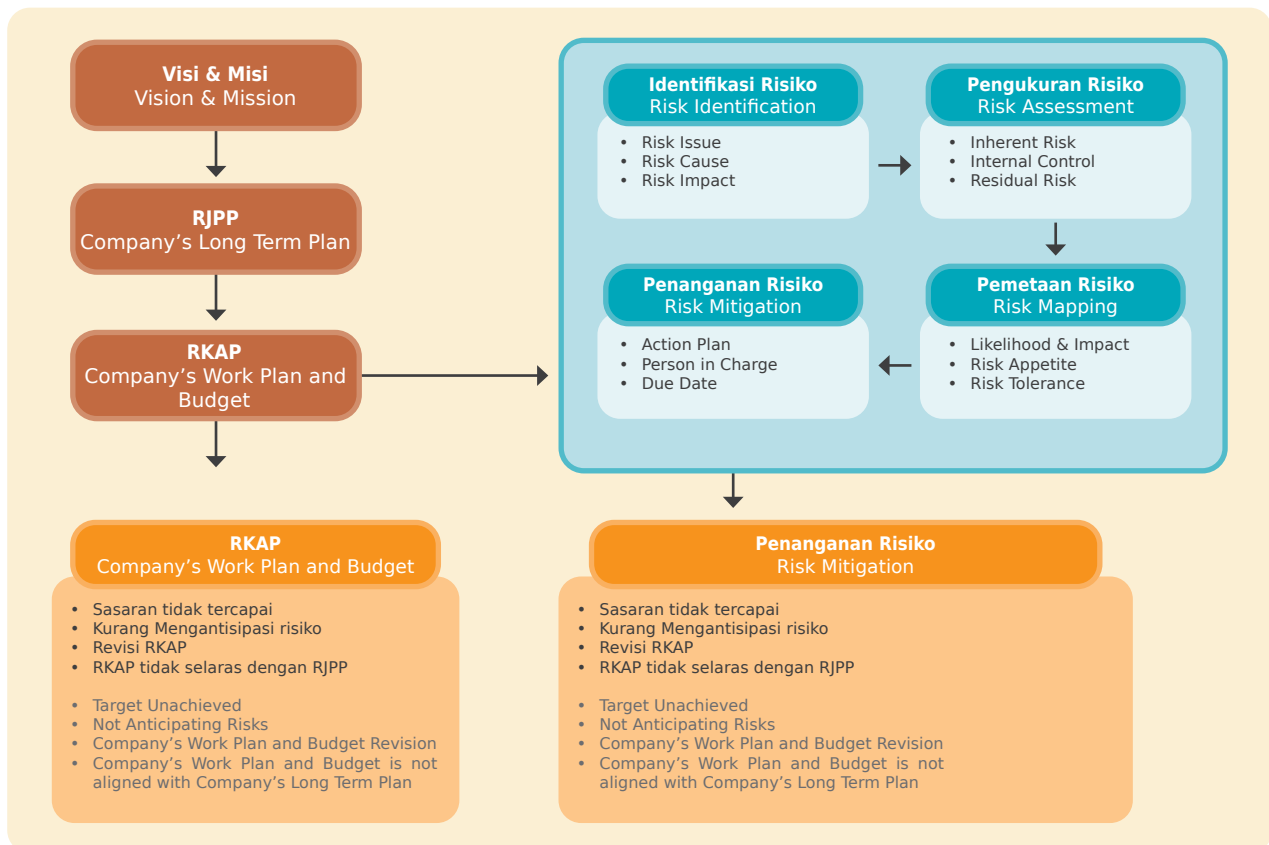 Visi & Misi
Vision & Mission
RJPP
Company’s Long Term Plan
RKAP
Company’s Work Plan and
Budget
Identifikasi Risiko
Risk Identification
• Risk Issue
• Risk Cause
• Risk Impact
Pengukuran Risiko
Risk Assessment
• Inherent Risk
• Internal Control
• Residual Risk
Penanganan Risiko
Risk Mitigation
• Action Plan
• Person in Charge
• Due Date
Pemetaan Risiko
Risk Mapping
• Likelihood & Impact
• Risk Appetite
• Risk Tolerance
RKAP
Company’s Work Plan and Budget
• Sasaran tidak tercapai
• Kurang Mengantisipasi risiko
• Revisi RKAP
• RKAP tidak selaras dengan RJPP
• Target Unachieved
• Not Anticipating Risks
• Company’s Work Plan and Budget Revision
• Company’s Work Plan and Budget is not
aligned with Company’s Long Term Plan
Penanganan Risiko
Risk Mitigation
• Sasaran tidak tercapai
• Kurang Mengantisipasi risiko
• Revisi RKAP
• RKAP tidak selaras dengan RJPP
• Target Unachieved
• Not Anticipating Risks
• Company’s Work Plan and Budget Revision
• Company’s Work Plan and Budget is not
aligned with Company’s Long Term Plan